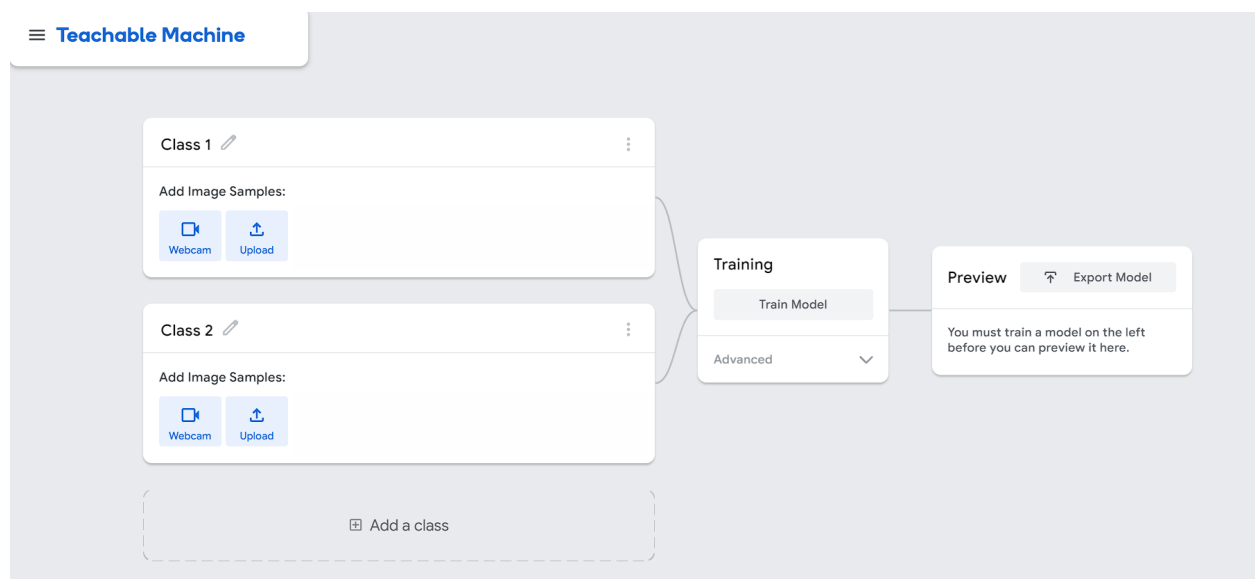 Teachable Machine
Class 1
Add Image Samples:
Webcam
Upload
Class 2
Add Image Samples:
Webcam
Upload
Add a class
Training
Train Model
Advanced
Preview
Export Model
You must train a model on the left
before you can preview it here.